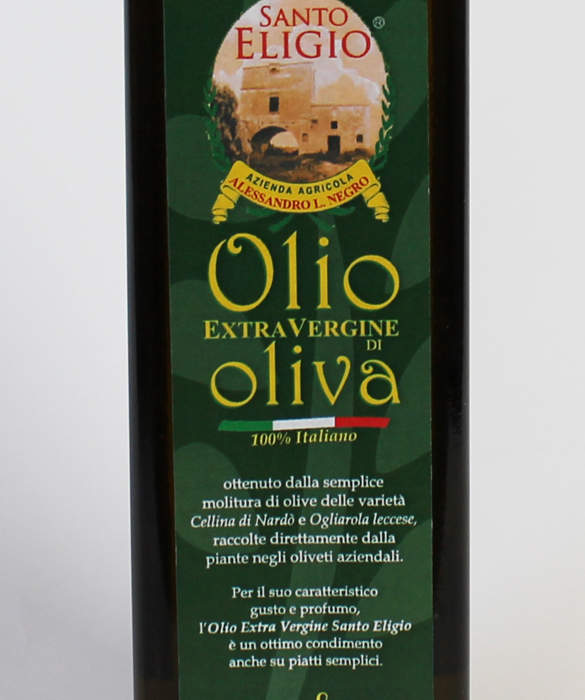 SANTO
ELIGIO®
AZIENDA AGRICOLA
ALESSANDRO L. NEGRO
Olio
EXTRAVERGINE
DI
oliva
100% Italiano
ottenuto dalla semplice
molitura di olive delle varietà
Cellina di Nardò e Ogliarola leccese,
raccolte direttamente dalla
piante negli oliveti aziendali.
Per il suo caratteristico
gusto e profumo,
l'Olio Extra Vergine Santo Eligio
è un ottimo condimento
anche su piatti semplici.